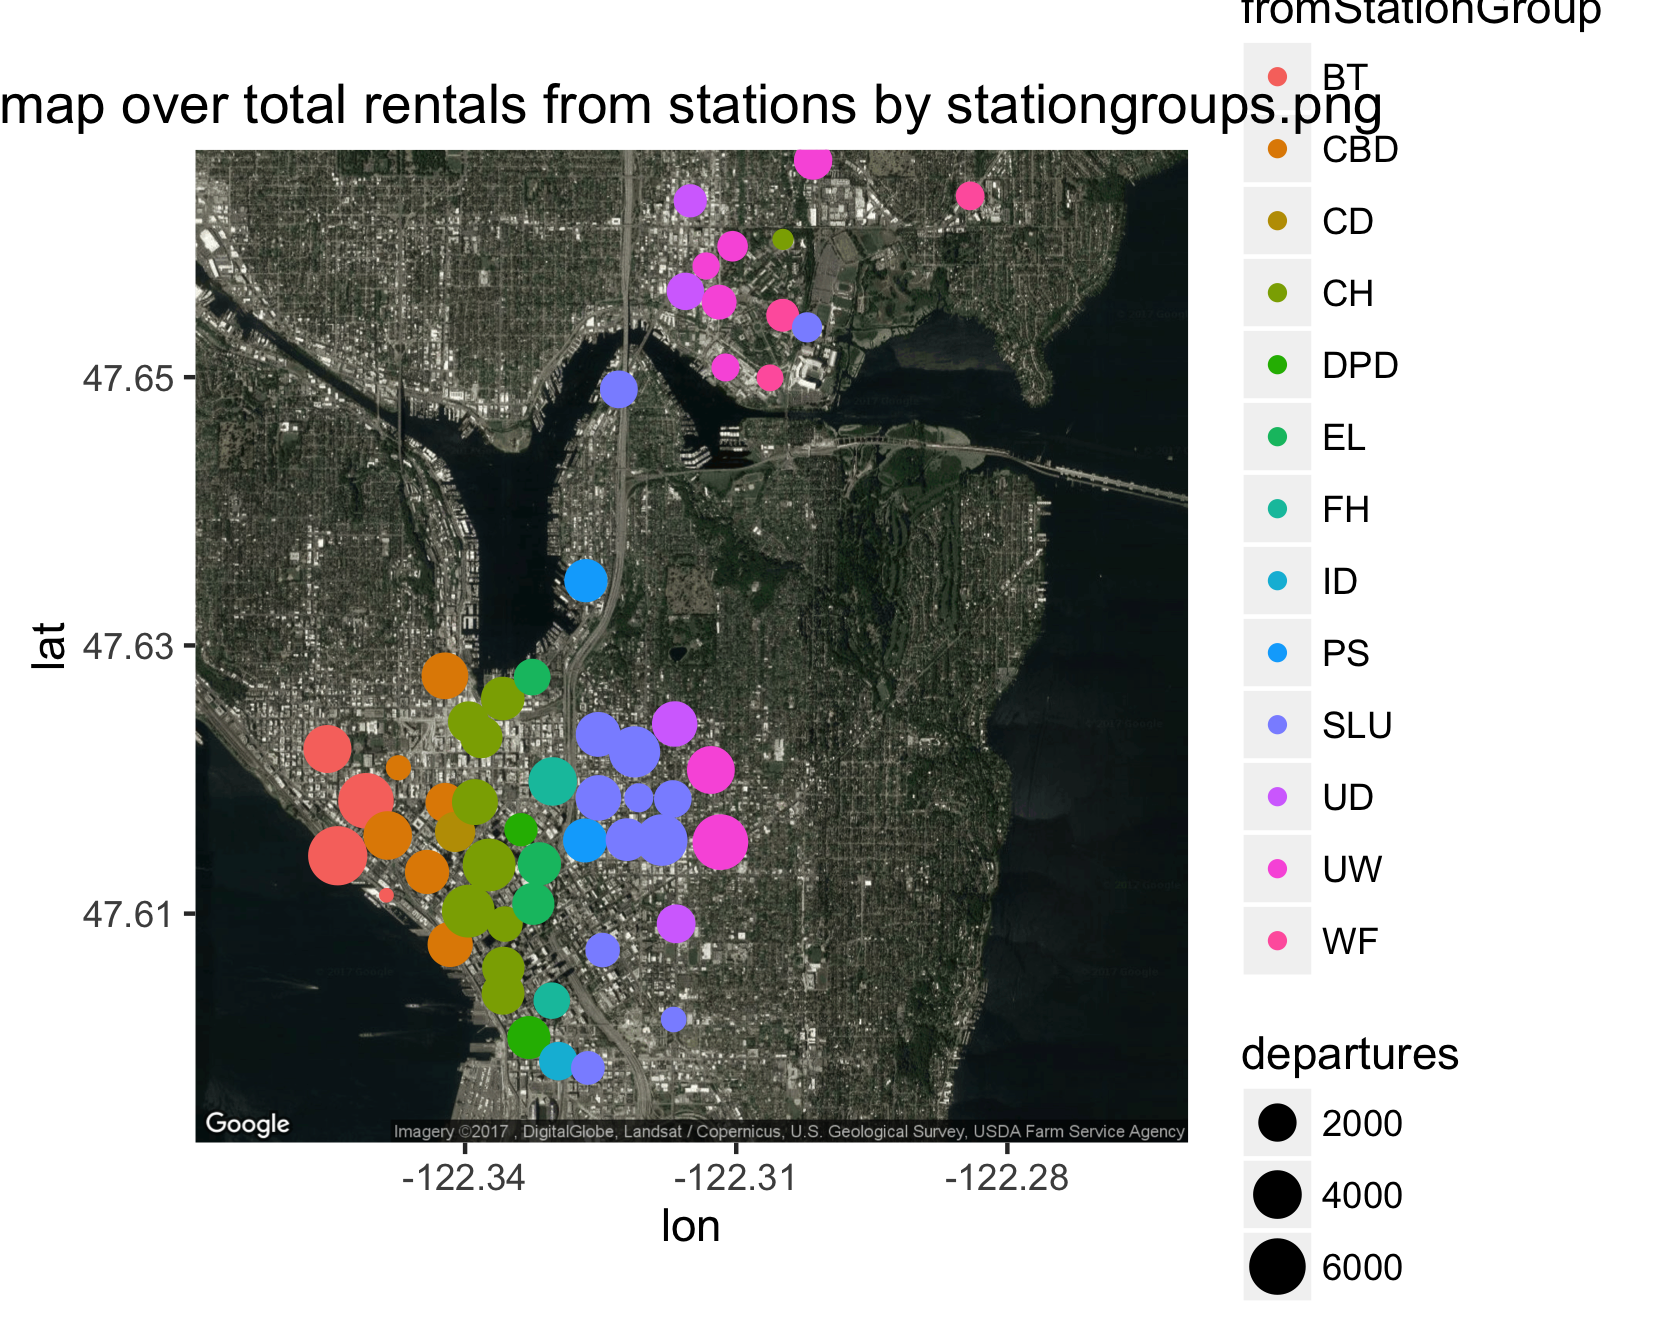 fromStationGroup
map over total rentals from stations by stationgroups.png
BT
CBD
CD
CH
DPD
EL
FH
ID
PS
SLU
UD
UW
WF
departures
2000
4000
6000
lat
47.65
47.63
47.61
Google
Imagery ©2017 , DigitalGlobe, Landsat / Copernicus, U.S. Geological Survey, USDA Farm Service Agency
-122.34
-122.31
-122.28
lon